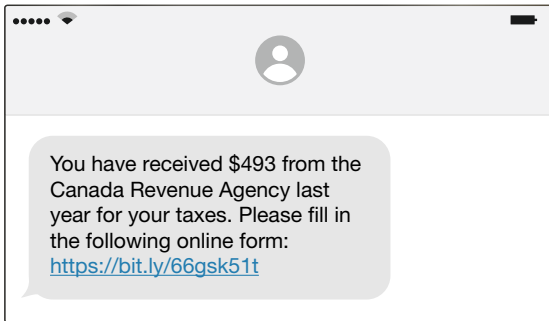 You have received $493 from the
Canada Revenue Agency last
year for your taxes. Please fill in
the following online form:
https://bit.ly/66gsk51t